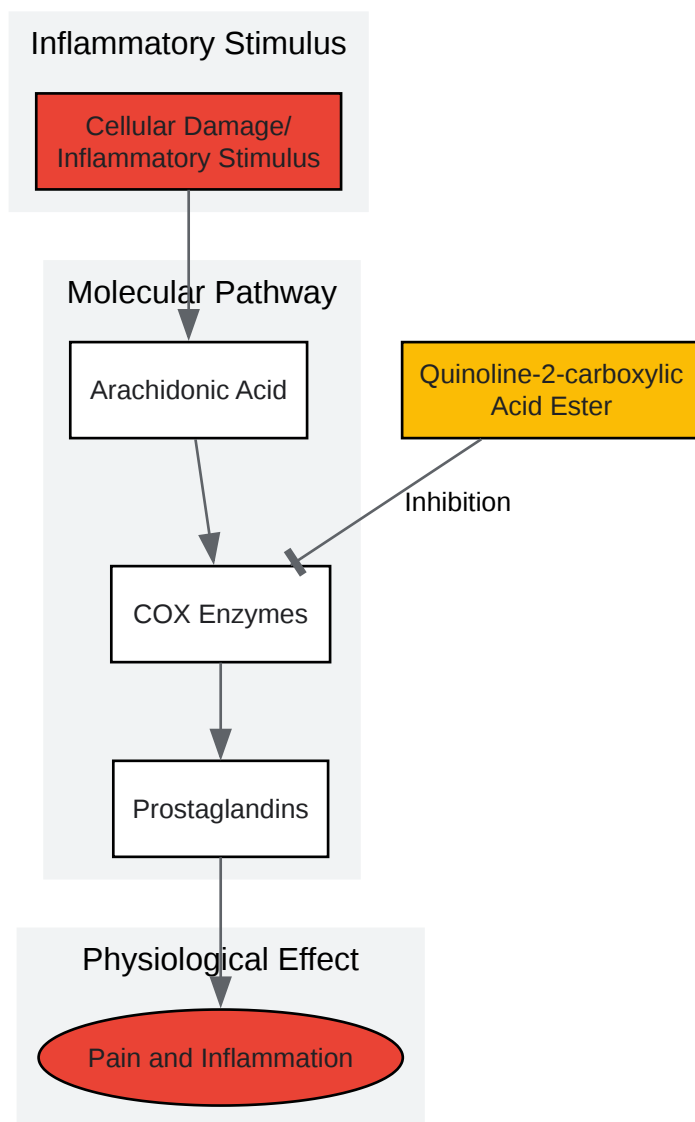 Inflammatory Stimulus
Cellular Damage/
Inflammatory Stimulus
Molecular Pathway
Arachidonic Acid
Quinoline-2-carboxylic
Acid Ester
Inhibition
COX Enzymes
Prostaglandins
Physiological Effect
Pain and Inflammation